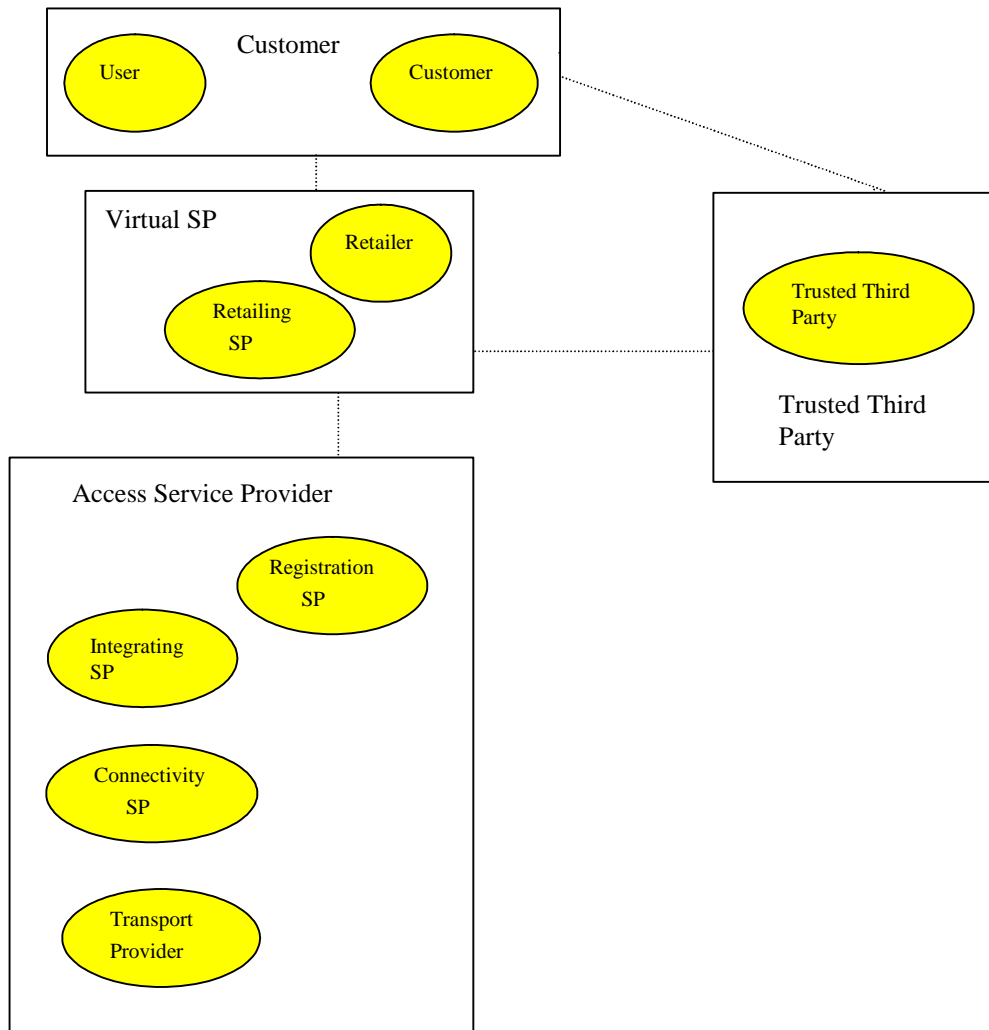 Customer
User
Customer
Virtual SP
Retailer
Retailing
SP
Trusted Third
Party
Trusted Third
Party
Access Service Provider
Registration
SP
Integrating
SP
Connectivity
SP
Transport
Provider